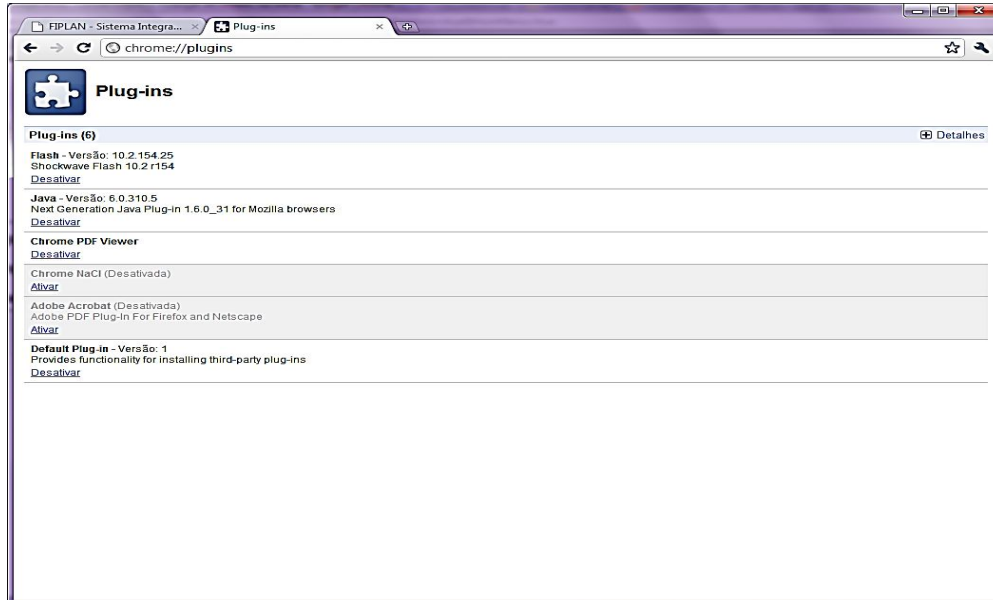 FIPLAN - Sistema Integra...
Plug-ins
chrome://plugins
Plug-ins
Plug-ins (6)
Detalhes
Flash - Versão: 10.2.154.25
Shockwave Flash 10.2 r154
Desativar
Java - Versão: 6.0.310.5
Next Generation Java Plug-in 1.6.0_31 for Mozilla browsers
Desativar
Chrome PDF Viewer
Desativar
Chrome NaCl (Desativada)
Ativar
Adobe Acrobat (Desativada)
Adobe PDF Plug-In For Firefox and Netscape
Ativar
Default Plug-in - Versão: 1
Provides functionality for installing third-party plug-ins
Desativar